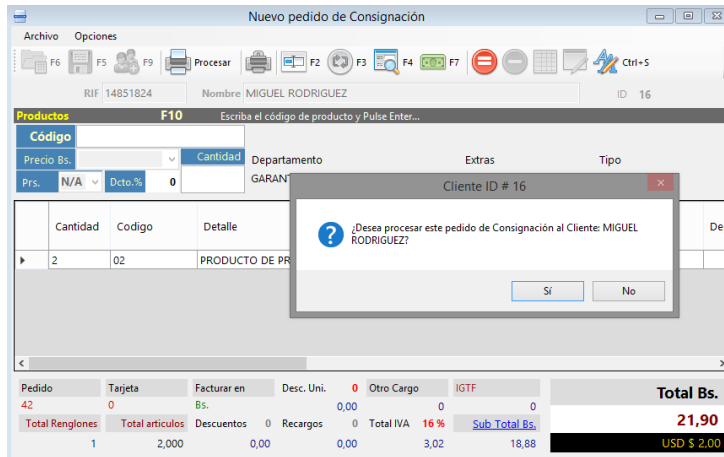 Nuevo pedido de Consignación
Archivo Opciones
F6 F5 F9 Procesar F2 F3 F4 F7 Ctrl+S
RIF 14851824 Nombre MIGUEL RODRIGUEZ ID 16
Productos F10 Escriba el código de producto y Pulse Enter...
Código
Precio Bs. Cantidad Departamento Extras Tipo
Prs. N/A Dcto.% 0
Cliente ID # 16
¿Desea procesar este pedido de Consignación al Cliente: MIGUEL
RODRIGUEZ?
Sí No
Cantidad Codigo Detalle
2 02 PRODUCTO DE
Pedido Tarjeta Facturar en Desc. Uni. 0 Otro Cargo IGTF Total Bs.
42 0 Bs. 0,00 0 0
21,90
Total Renglones Total articulos Descuentos 0 Recargos 0 Total IVA 16 % Sub Total Bs.
1 2,000 0,00 0,00 3,02 18,88 USD $ 2.00